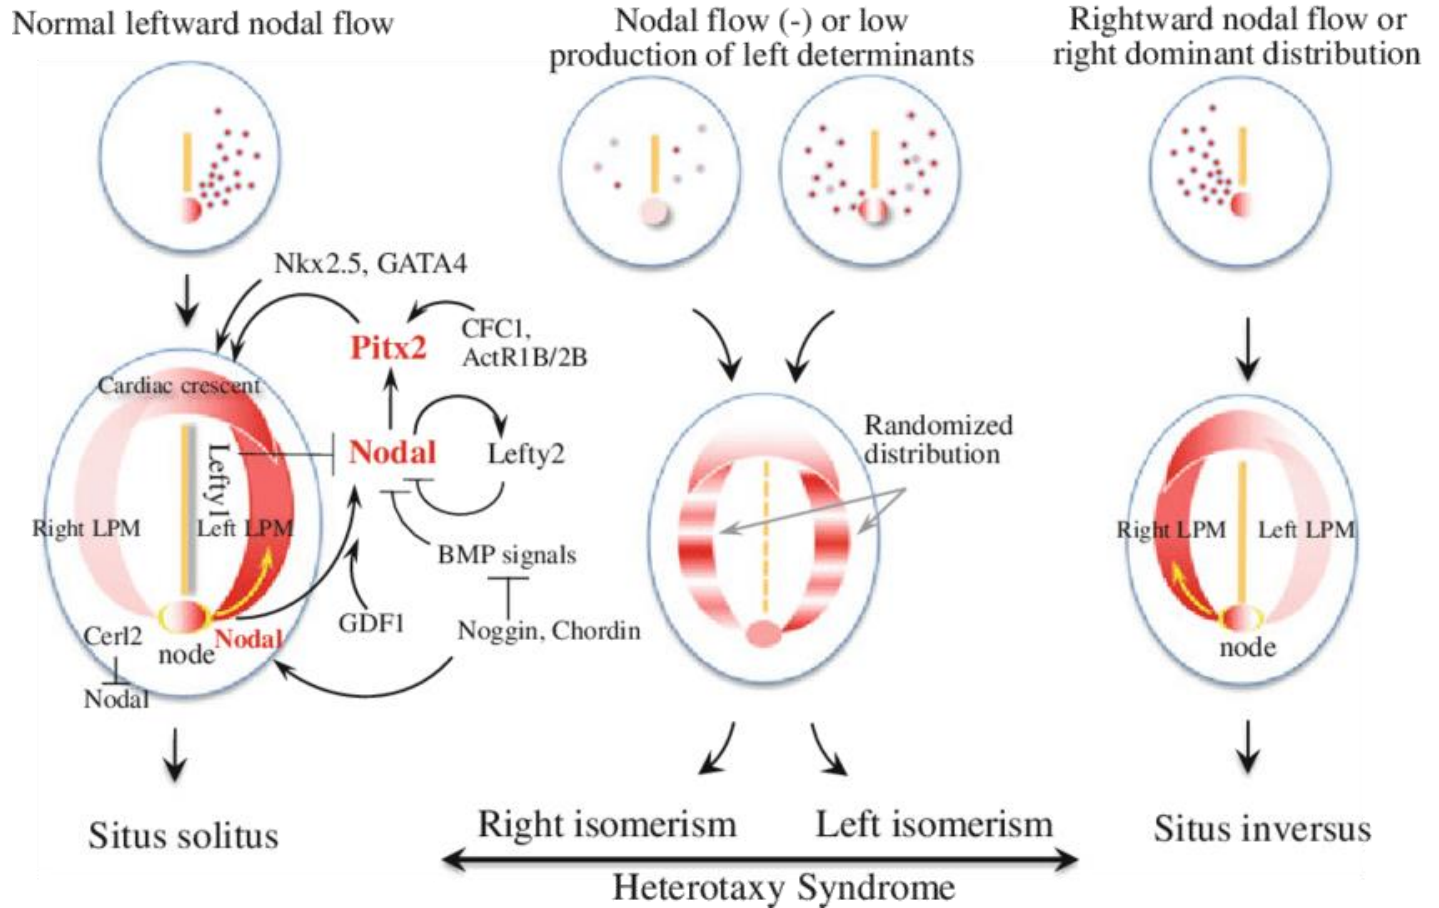 Normal leftward nodal flow
Nodal flow (-) or low
production of left determinants
Rightward nodal flow or
right dominant distribution
Nkx2.5, GATA4
Pitx2
CFC1,
ActR1B/2B
Cardiac crescent
Nodal
Lefty2
Lefty1
Right LPM
Left LPM
BMP signals
GDF1
Noggin, Chordin
Cerl2
node
Nodal
Nodal
Randomized
distribution
Right LPM
Left LPM
node
Situs solitus
Right isomerism
Left isomerism
Situs inversus
Heterotaxy Syndrome